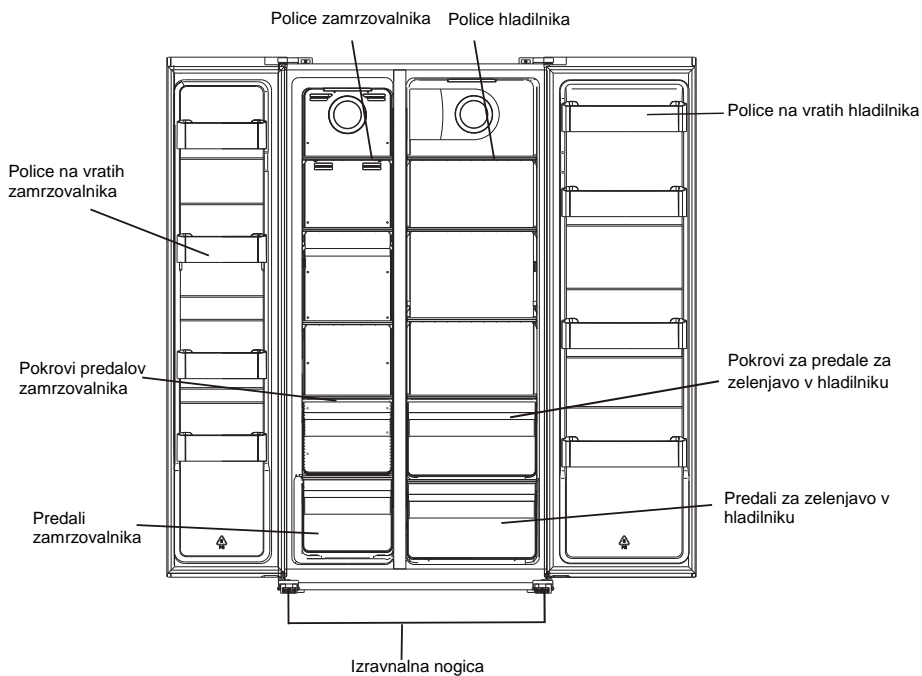 Police zamrzovalnika
Police hladilnika
Police na vratih hladilnika
Police na vratih
zamrzovalnika
Pokrovi predalov
zamrzovalnika
Pokrovi za predale za
zelenjavo v hladilniku
Predali
zamrzovalnika
Predali za zelenjavo v
hladilniku
Izravnalna nogica